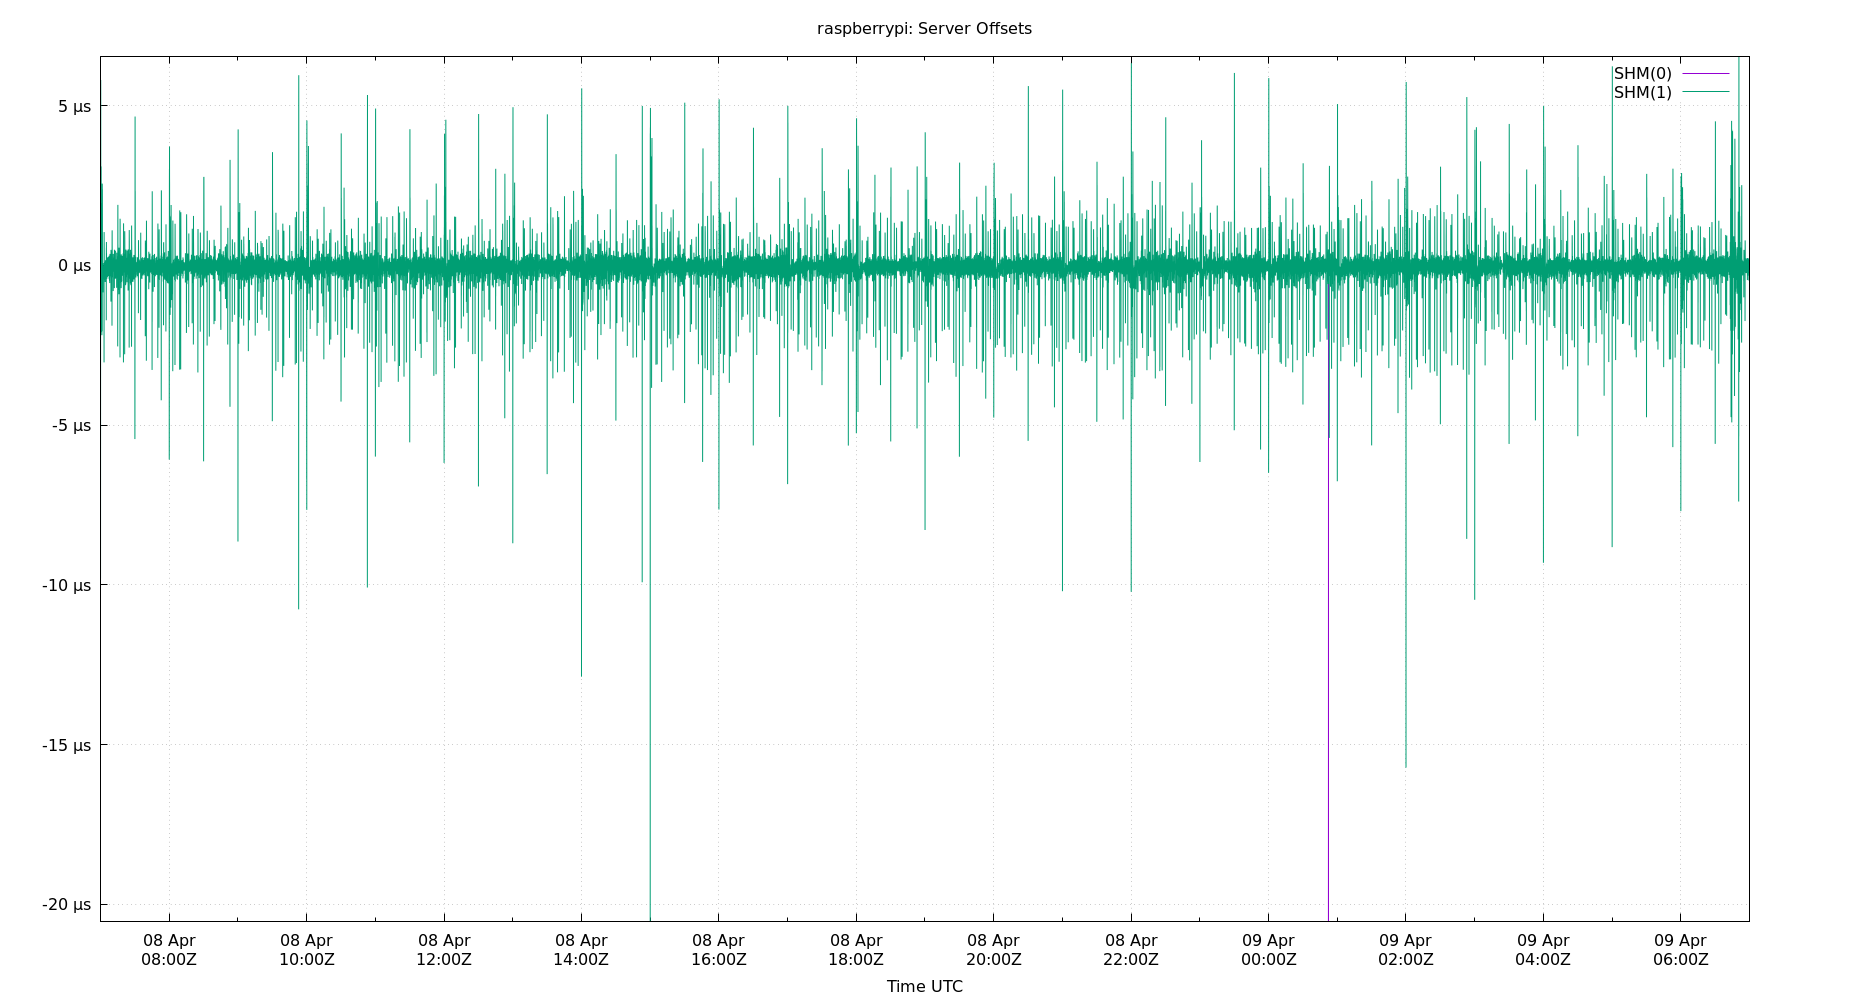 raspberrypi: Server Offsets
SHM(0)
SHM(1)
5 µs
0 µs
-5 µs
-10 µs
-15 µs
-20 µs
08 Apr 08 Apr 08 Apr 08 Apr 08 Apr 08 Apr 08 Apr 08 Apr 09 Apr 09 Apr 09 Apr 09 Apr
08:00Z 10:00Z 12:00Z 14:00Z 16:00Z 18:00Z 20:00Z 22:00Z 00:00Z 02:00Z 04:00Z 06:00Z
Time UTC